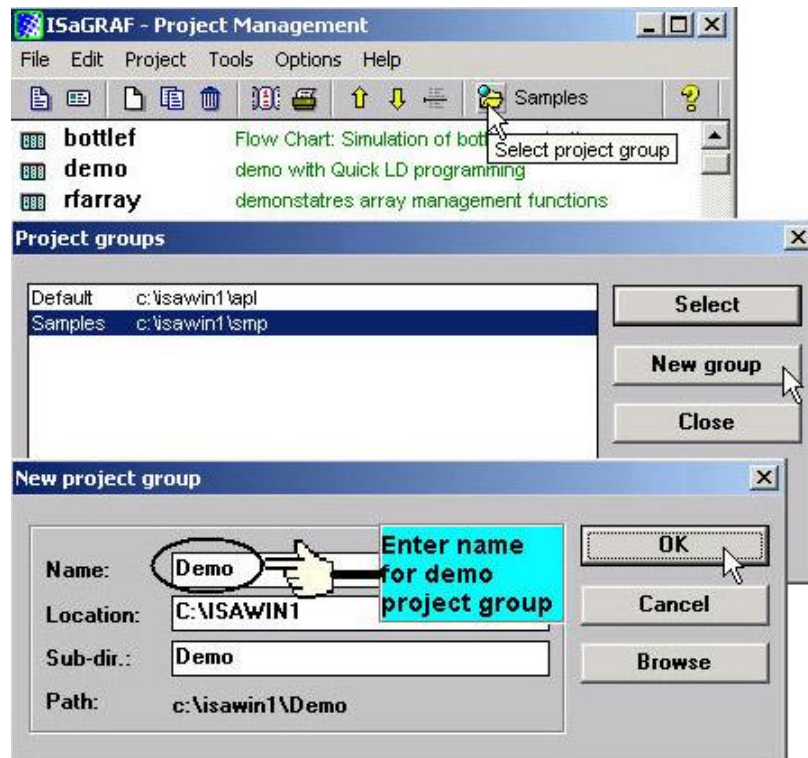 ISaGRAF - Project Management
File Edit Project Tools Options Help
Samples
bottlef Flow Chart: Simulation of
Select project group
demo demo with Quick LD programming
rfarray demonstatres array management functions
Project groups
Default c:\isawin1\apl
Samples c:\isawin1\smp
Select
New group
Close
New project group
Name: Demo
Enter name
for demo
project group
OK
Location: C:\ISAWIN1
Cancel
Sub-dir.: Demo
Browse
Path: c:\isawin1\Demo